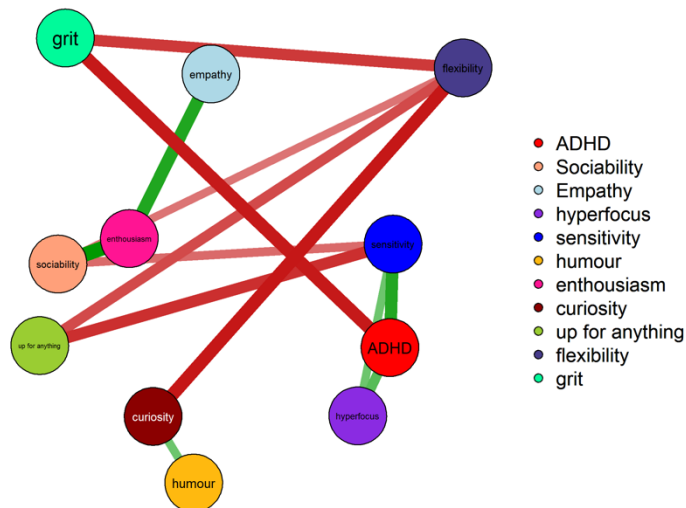 grit
empathy
flexibility
enthousiasm
sensitivity
sociability
up for anything
ADHD
curiosity
hyperfocus
humour
ADHD
Sociability
Empathy
hyperfocus
sensitivity
humour
enthousiasm
curiosity
up for anything
flexibility
grit